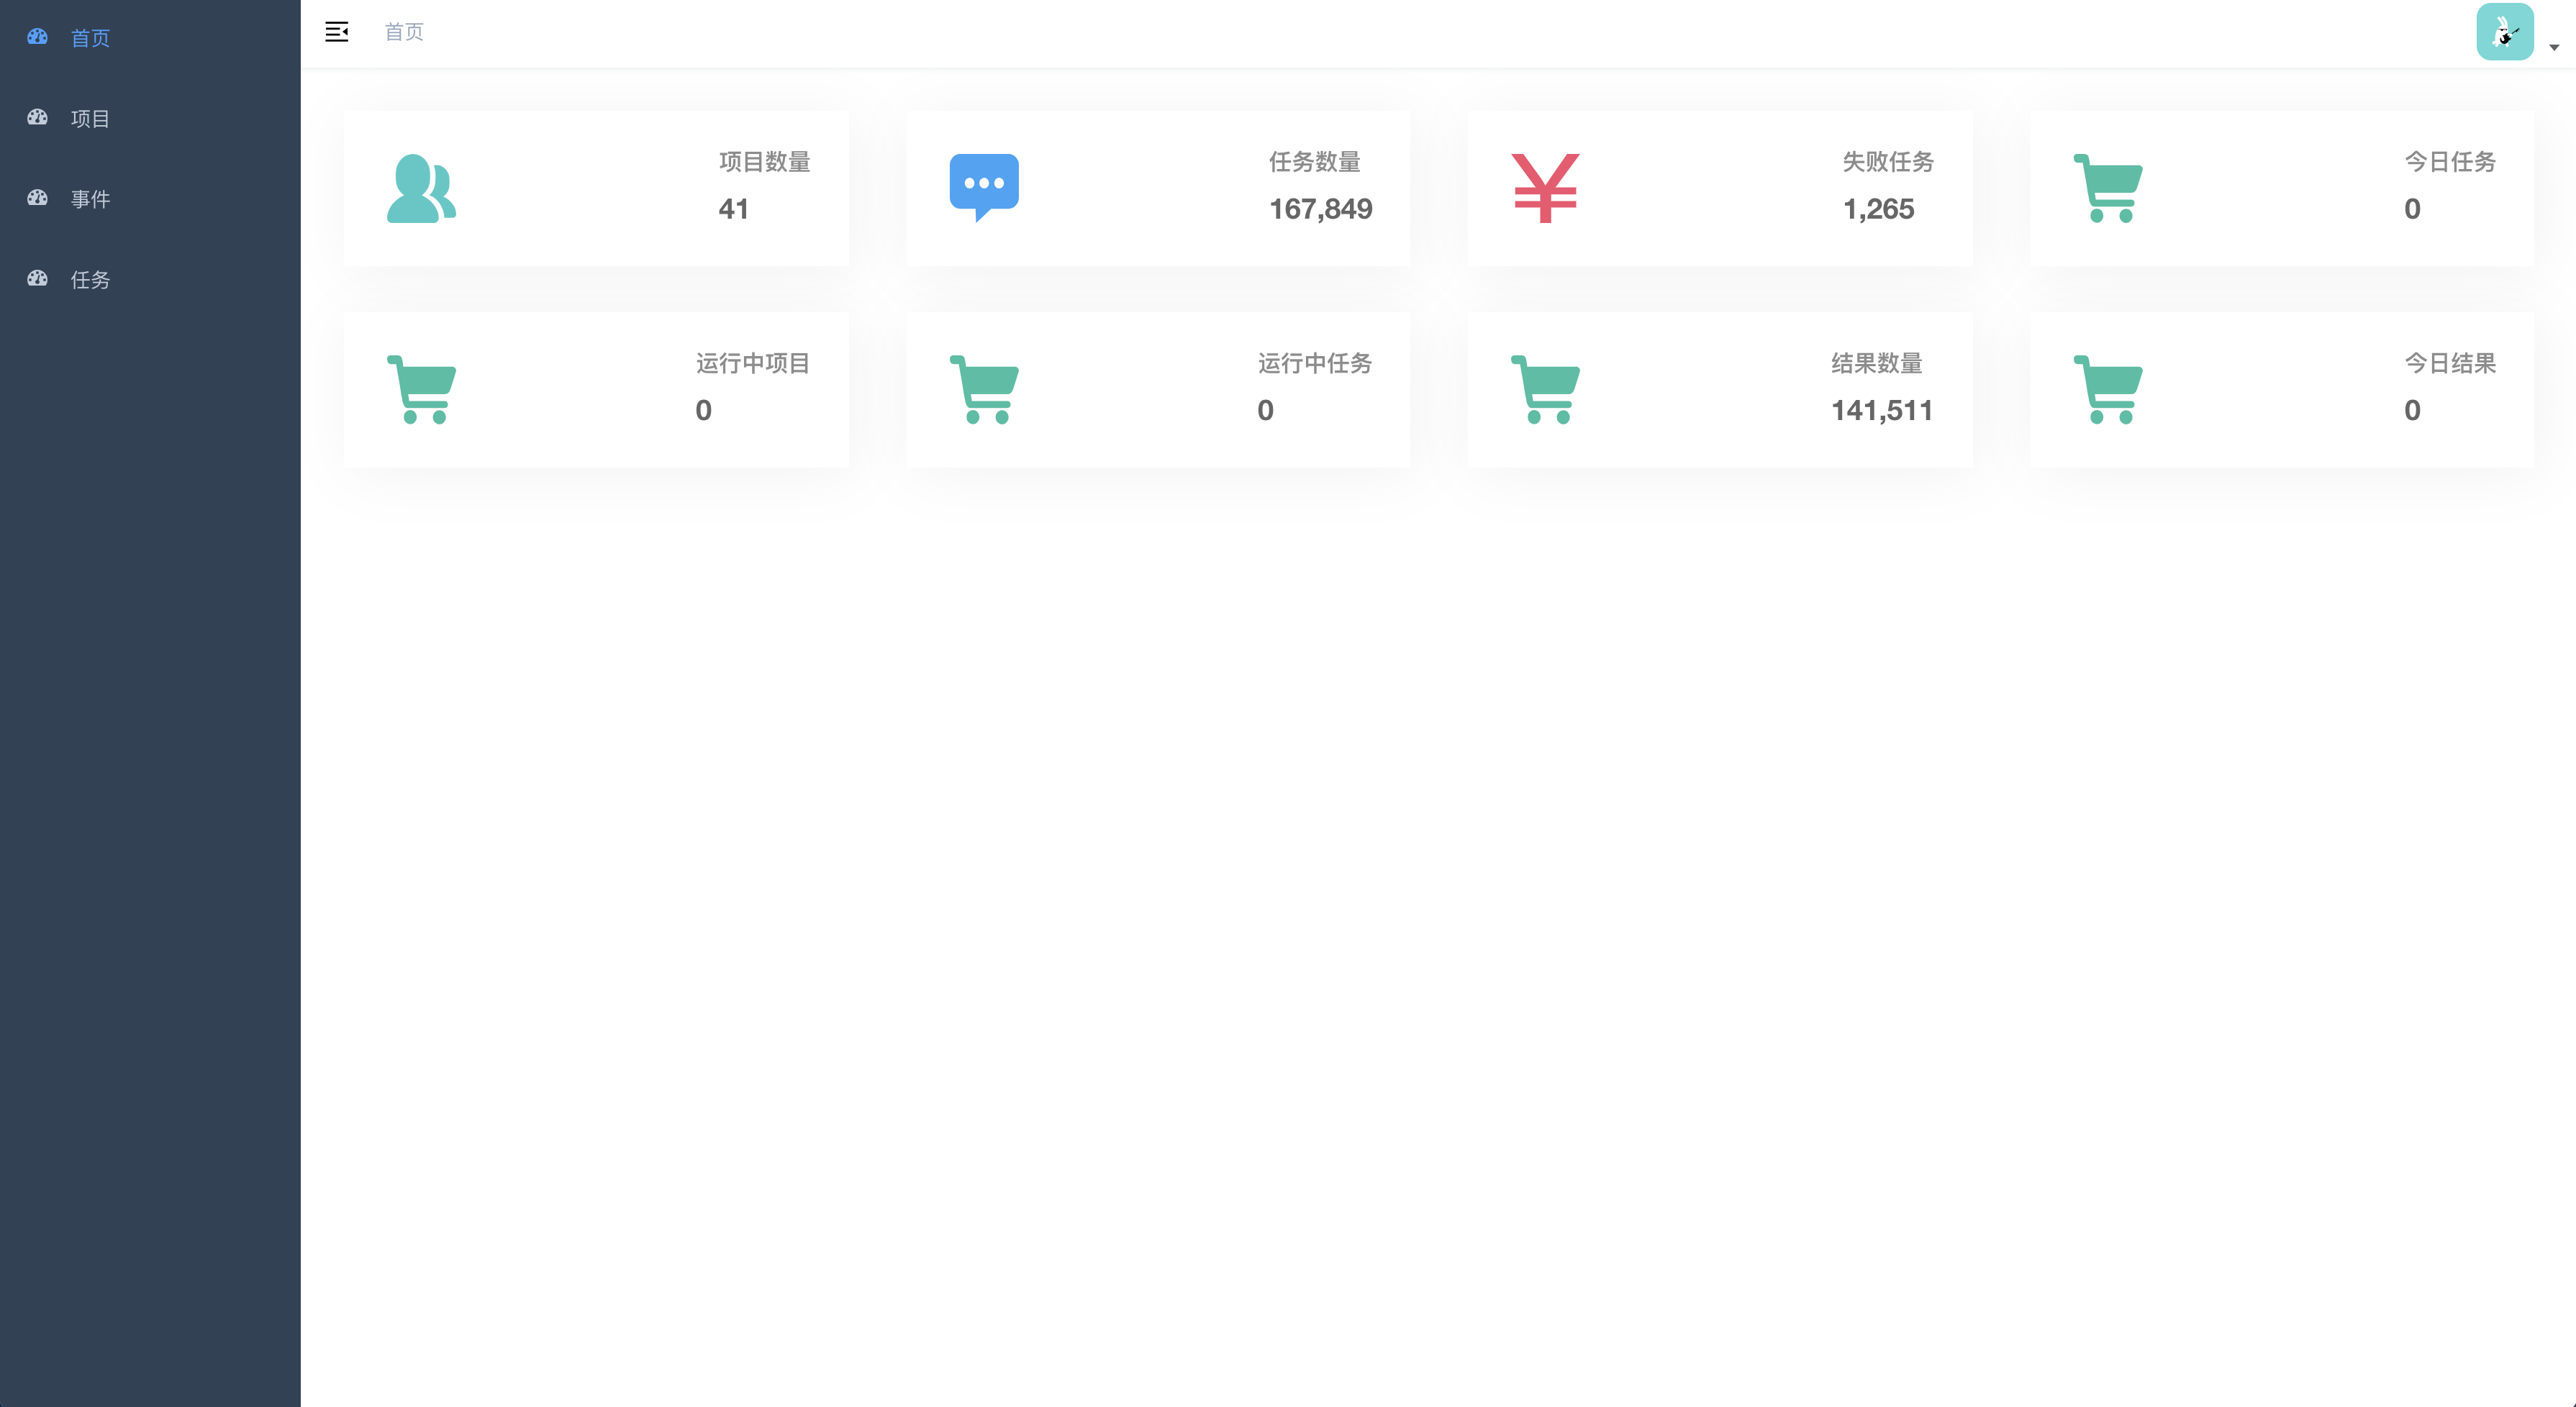 首页
项目
事件
任务
首页
项目数量
41
任务数量
167,849
失败任务
1,265
今日任务
0
运行中项目
0
运行中任务
0
结果数量
141,511
今日结果
0